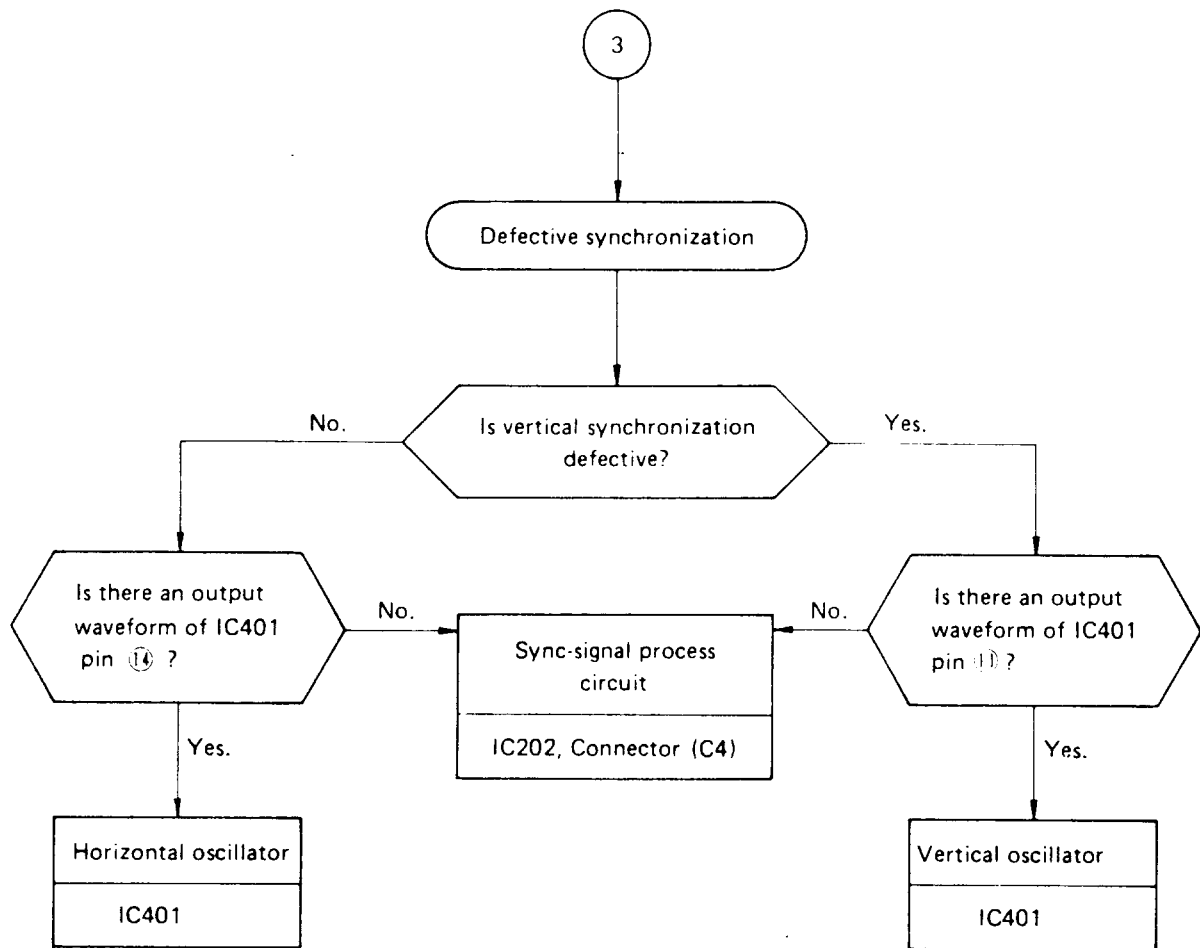 3
Defective synchronization
No.
Is vertical synchronization
defective?
Yes.
Is there an output
waveform of IC401
pin ⑭ ?
No.
Sync-signal process
circuit
IC202, Connector (C4)
No.
Is there an output
waveform of IC401
pin ⑪ ?
Yes.
Yes.
Horizontal oscillator
IC401
Vertical oscillator
IC401